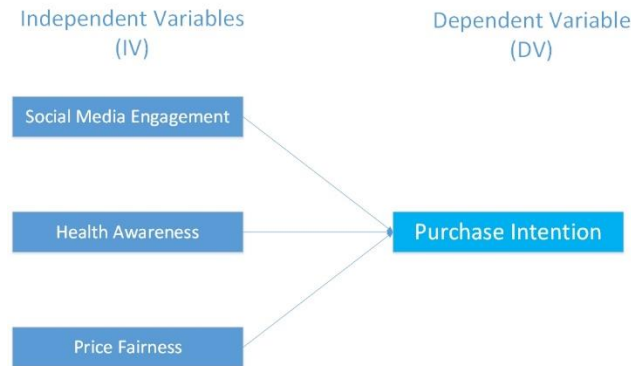 Independent Variables
(IV)
Dependent Variable
(DV)
Social Media Engagement
Health Awareness
Purchase Intention
Price Fairness